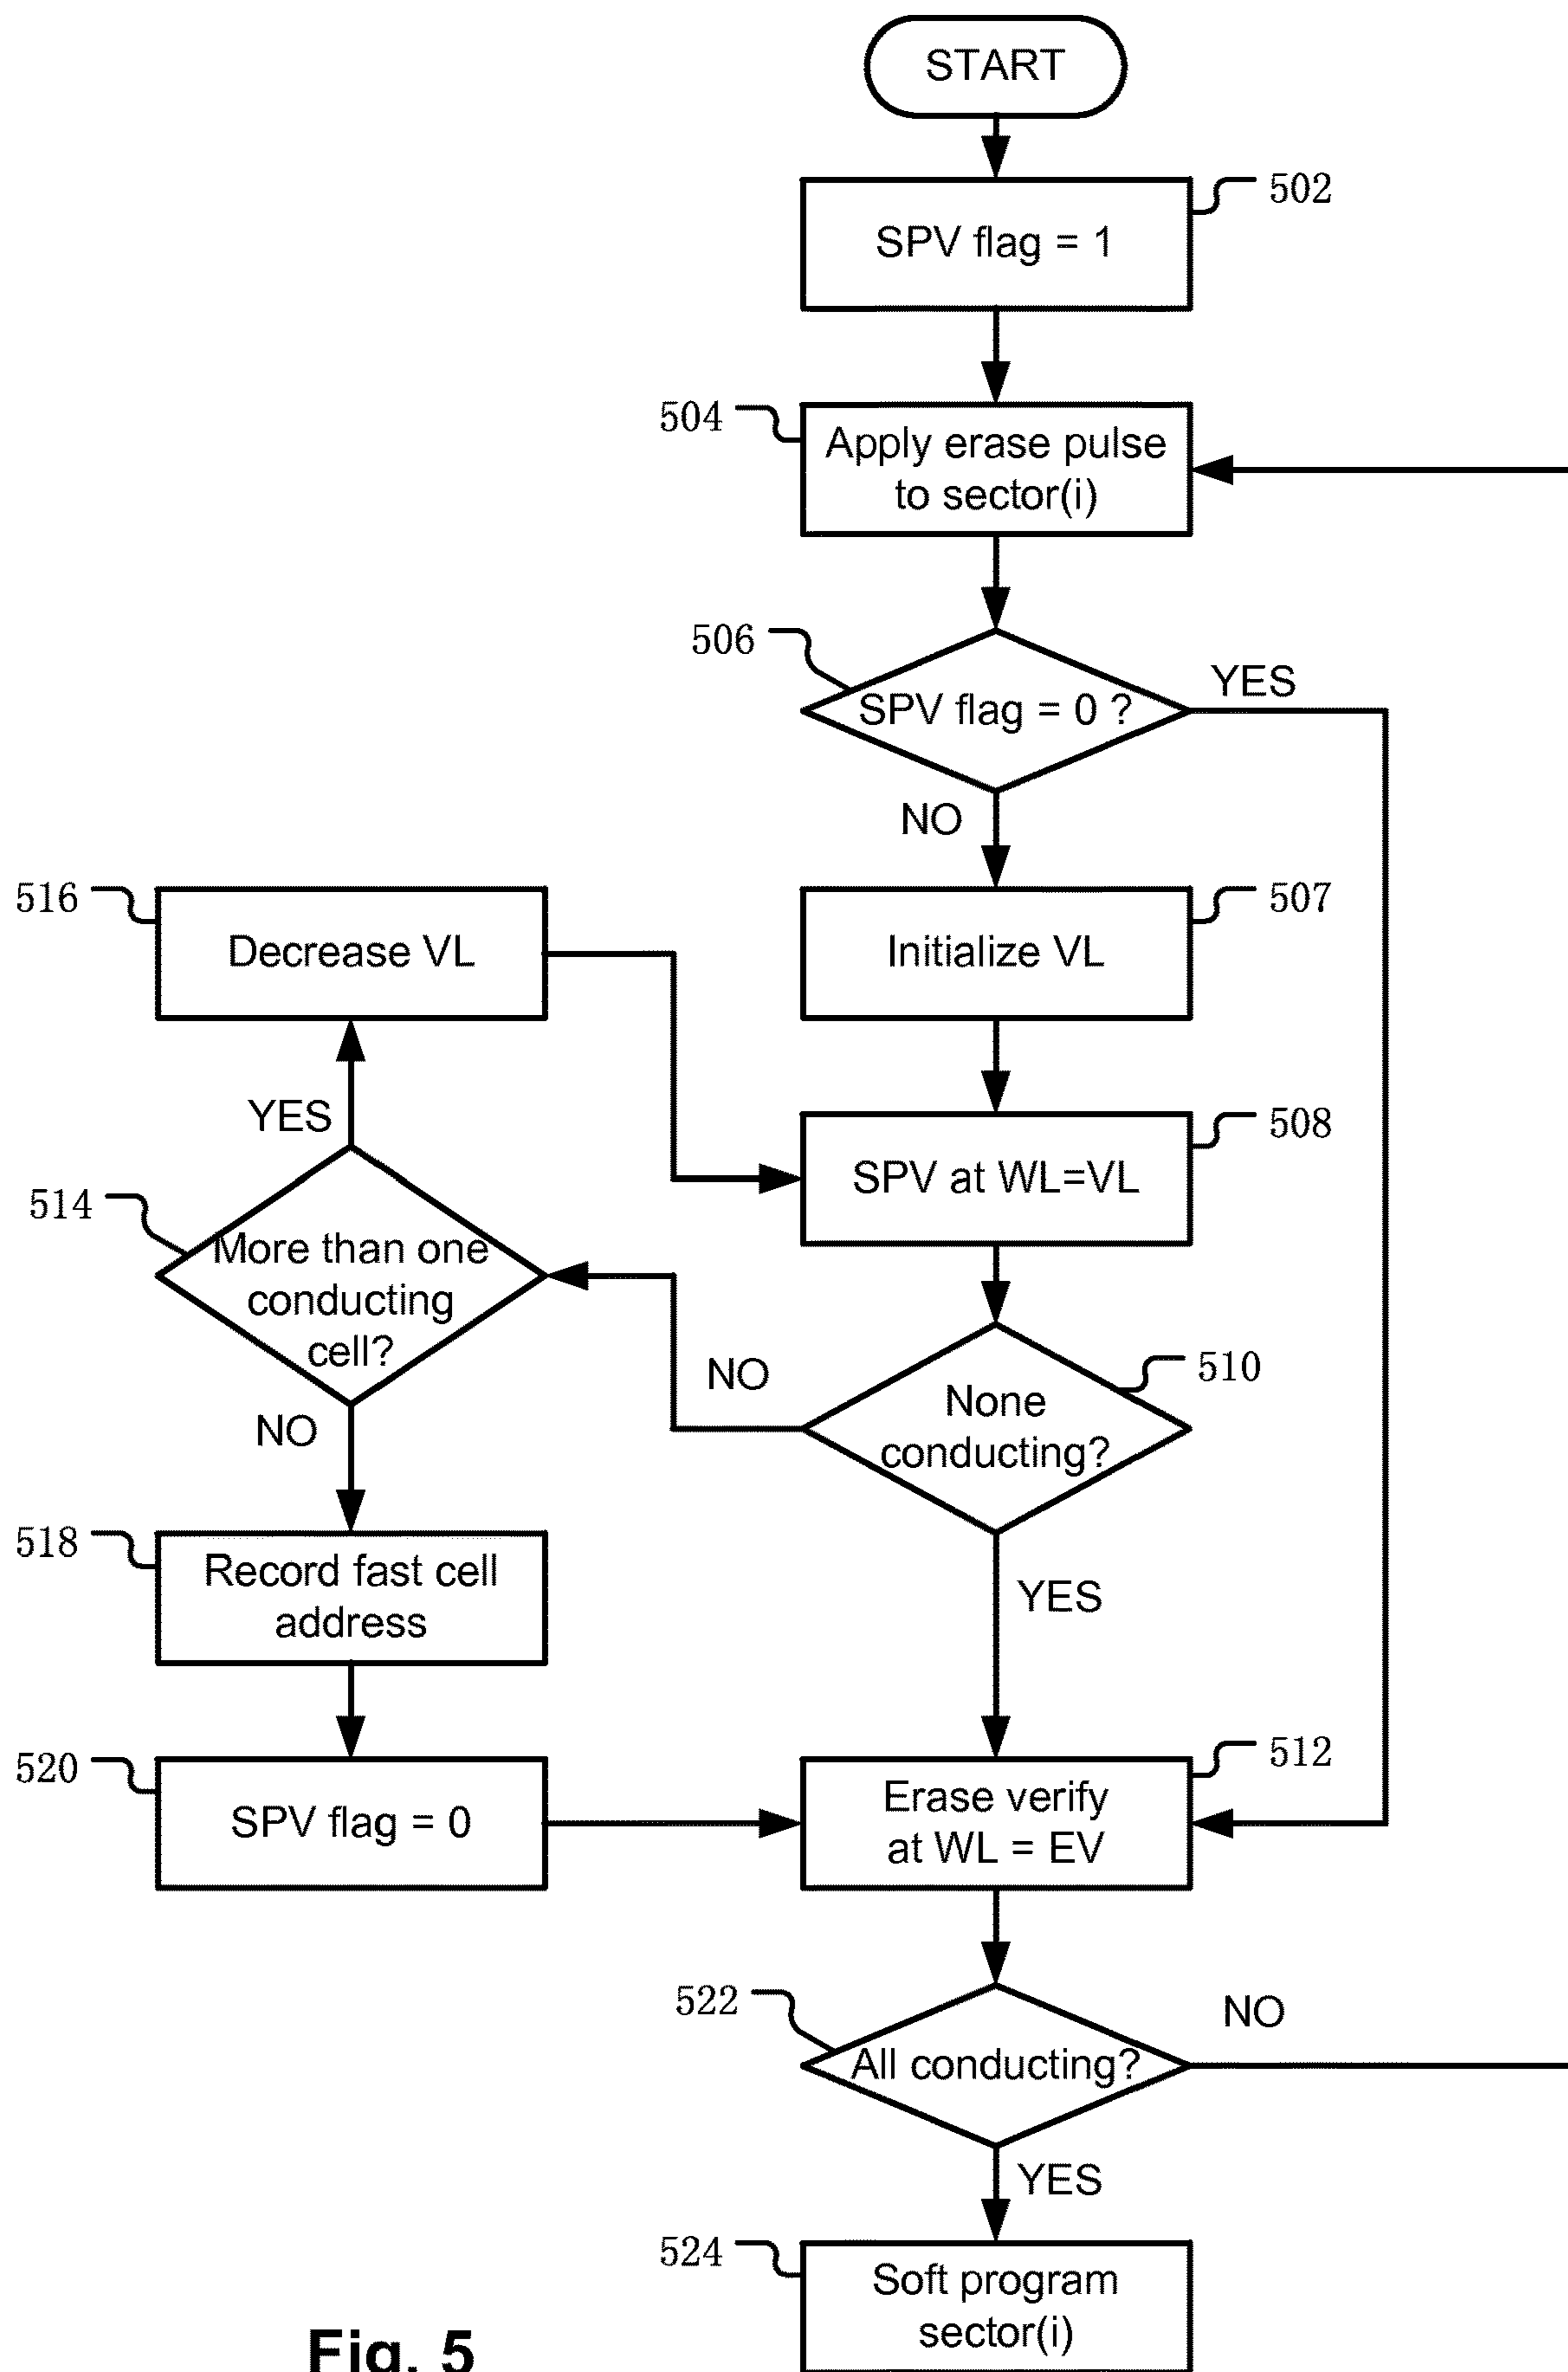 START
502
SPV flag = 1
504
Apply erase pulse
to sector(i)
506
SPV flag = 0 ?
YES
NO
516
Decrease VL
507
Initialize VL
YES
508
SPV at WL=VL
514
More than one
conducting
cell?
NO
510
None
conducting?
NO
518
Record fast cell
address
YES
520
SPV flag = 0
512
Erase verify
at WL = EV
522
All conducting?
NO
YES
524
Soft program
sector(i)
Fig. 5